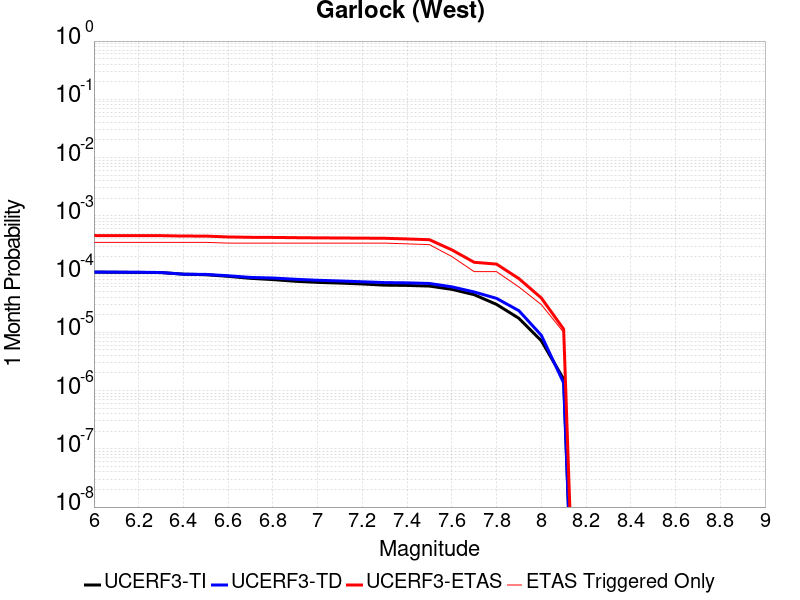 Garlock (West)
10^0
10^-1
10^-2
10^-3
10^-4
10^-5
10^-6
10^-7
10^-8
1 Month Probability
6 6.2 6.4 6.6 6.8 7 7.2 7.4 7.6 7.8 8 8.2 8.4 8.6 8.8 9
Magnitude
UCERF3-TI UCERF3-TD UCERF3-ETAS ETAS Triggered Only